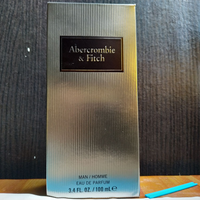 Abercrombie
& Fitch
MAN / HOMME
EAU DE PARFUM
3.4 FL. OZ. / 100 mL ℮